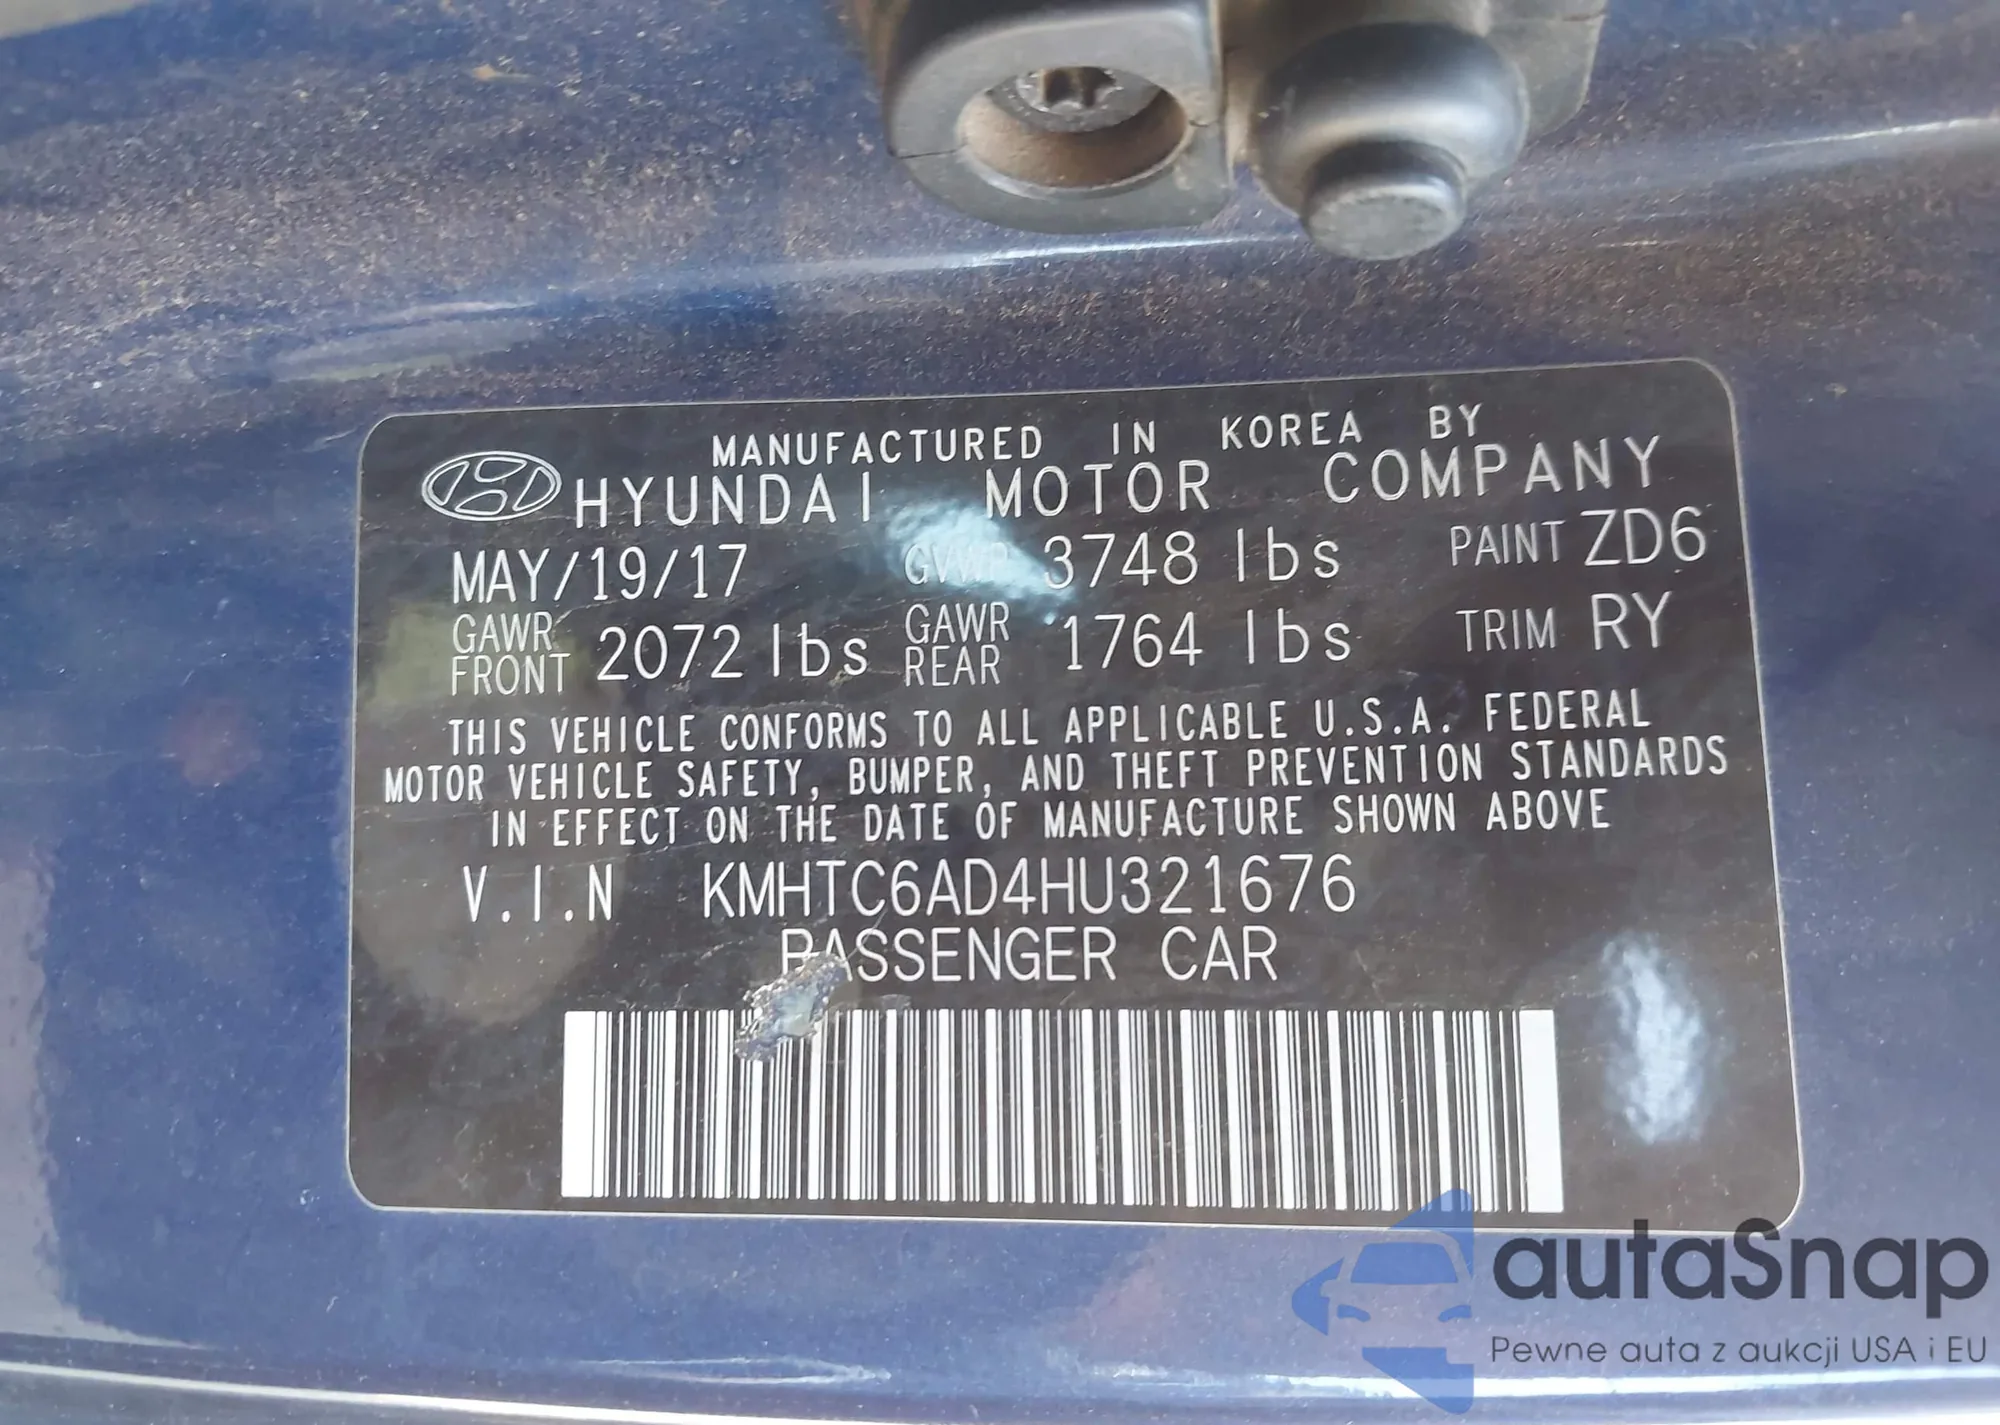 MANUFACTURED IN KOREA BY
HYUNDAI MOTOR COMPANY
MAY/19/17 GVWR 3748 lbs PAINT ZD6
GAWR FRONT 2072 lbs GAWR REAR 1764 lbs TRIM RY
THIS VEHICLE CONFORMS TO ALL APPLICABLE U.S.A. FEDERAL
MOTOR VEHICLE SAFETY, BUMPER, AND THEFT PREVENTION STANDARDS
IN EFFECT ON THE DATE OF MANUFACTURE SHOWN ABOVE
V.I.N KMHTC6AD4HU321676
PASSENGER CAR
autaSnap
Pewne auta z aukcji USA i EU